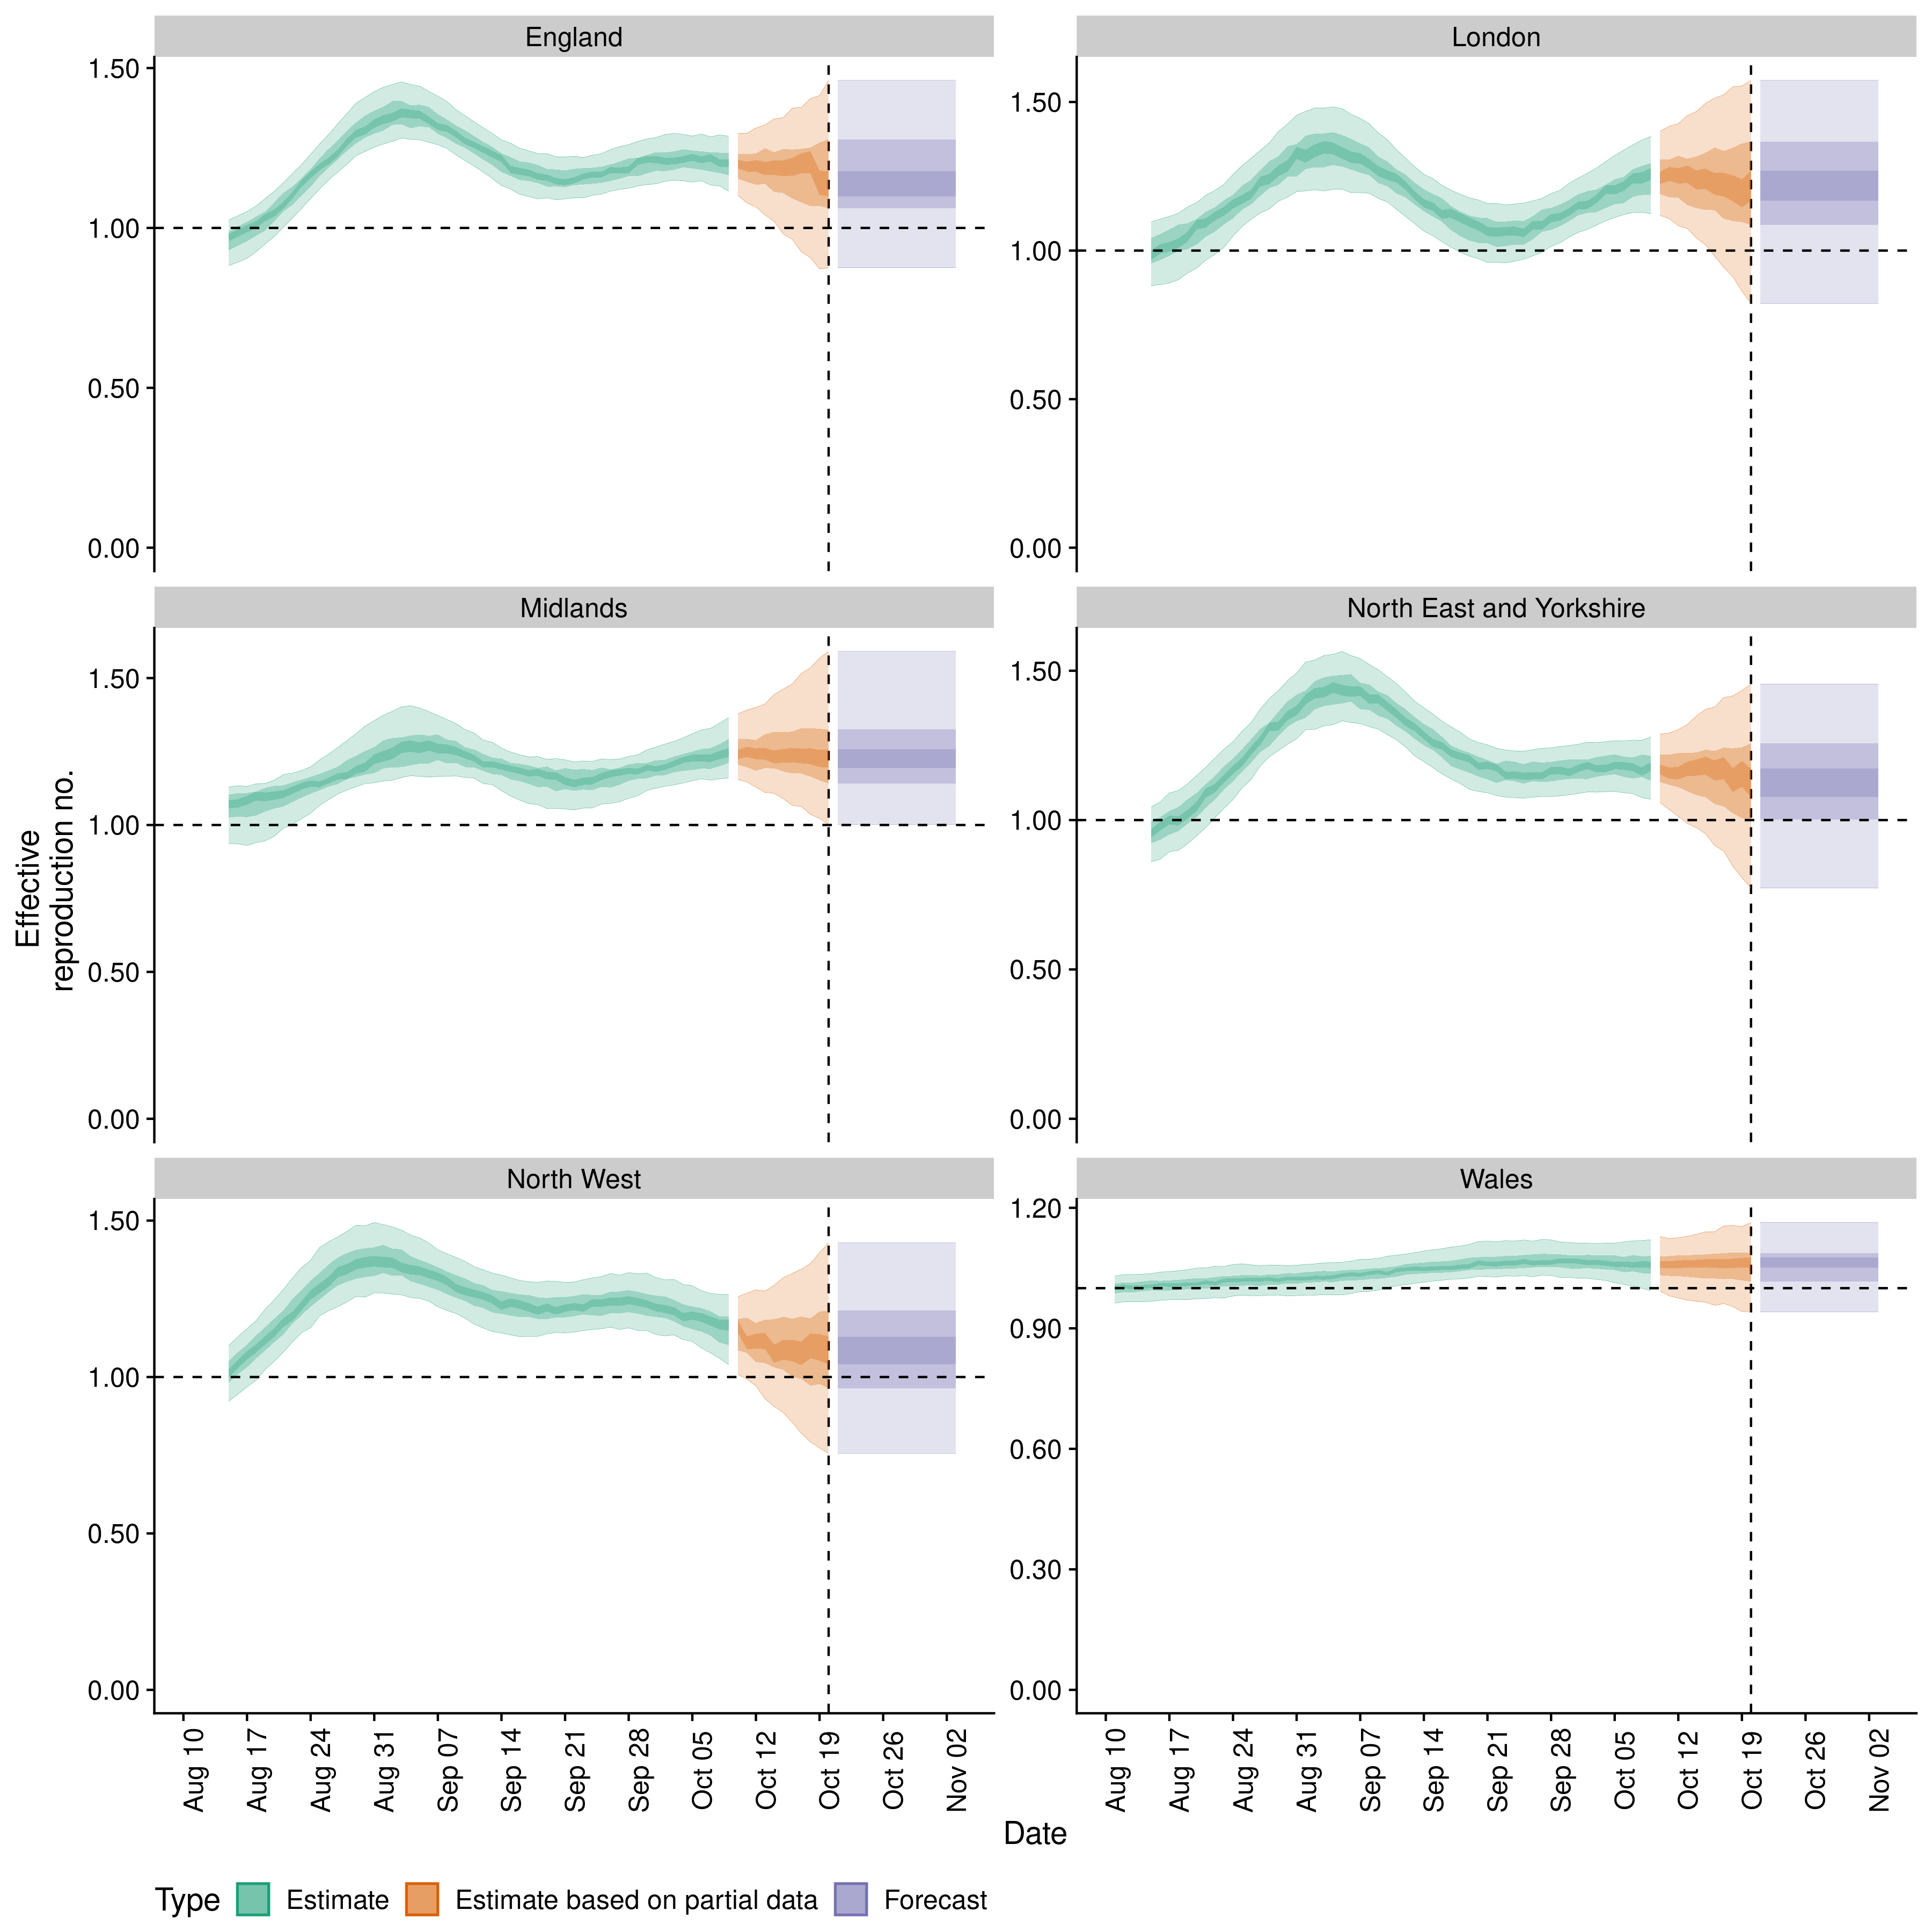 England
London
1.50
1.00
0.50
0.00
1.50
1.00
0.50
0.00
Midlands
North East and Yorkshire
1.50
1.00
0.50
0.00
1.50
1.00
0.50
0.00
Effective
reproduction no.
North West
Wales
1.50
1.00
0.50
0.00
1.20
0.90
0.60
0.30
0.00
Aug 10
Aug 17
Aug 24
Aug 31
Sep 07
Sep 14
Sep 21
Sep 28
Oct 05
Oct 12
Oct 19
Oct 26
Nov 02
Aug 10
Aug 17
Aug 24
Aug 31
Sep 07
Sep 14
Sep 21
Sep 28
Oct 05
Oct 12
Oct 19
Oct 26
Nov 02
Date
Type Estimate Estimate based on partial data Forecast